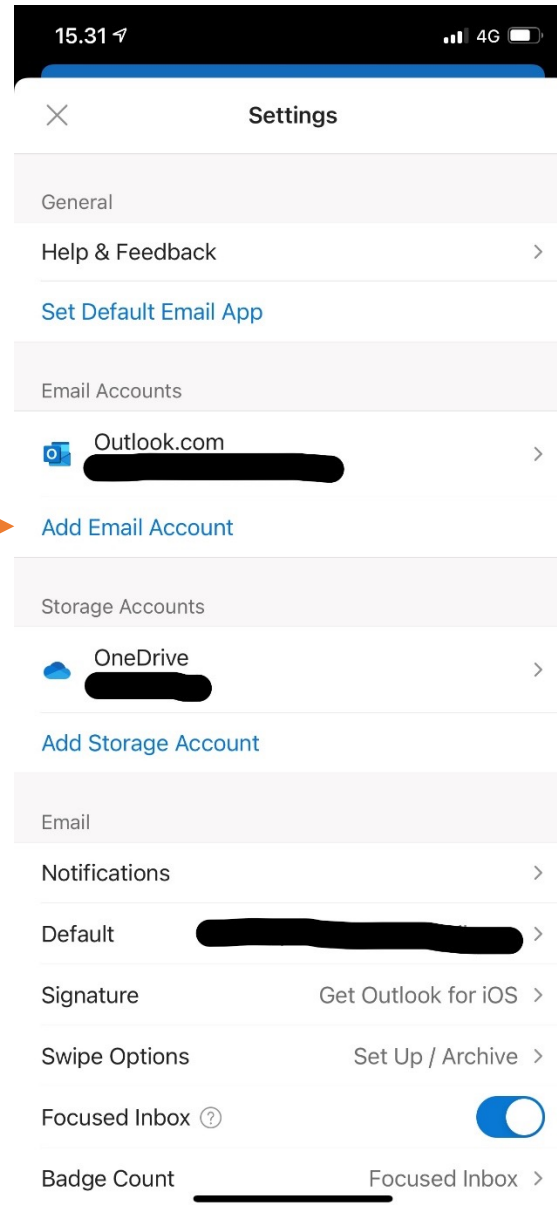 15.31
4G
Settings
General
Help & Feedback
Set Default Email App
Email Accounts
Outlook.com
Add Email Account
Storage Accounts
OneDrive
Add Storage Account
Email
Notifications
Default
Signature Get Outlook for iOS
Swipe Options Set Up / Archive
Focused Inbox ?
Badge Count Focused Inbox